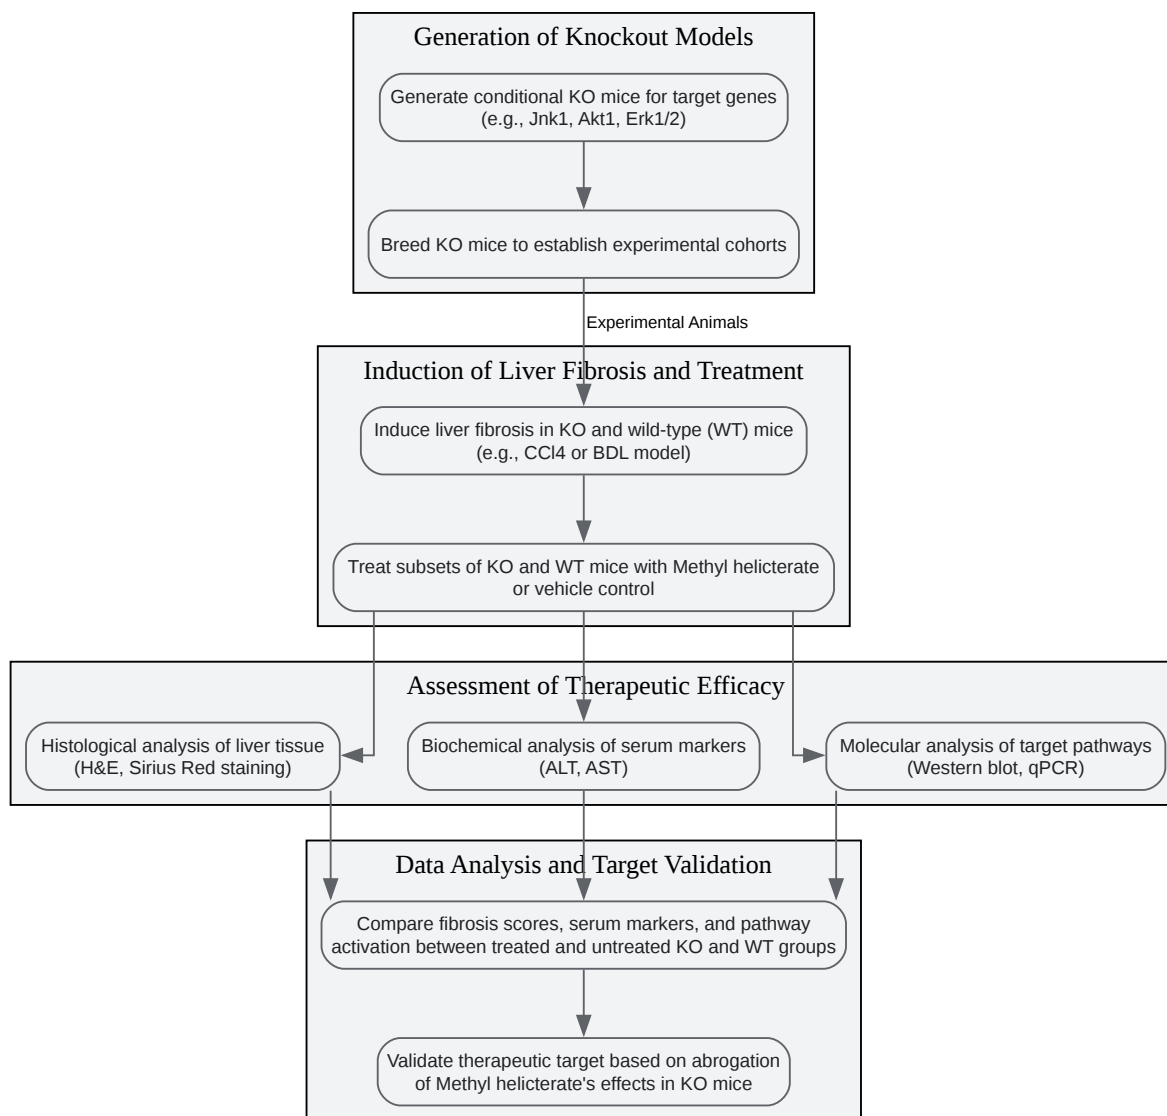 Generation of Knockout Models
Generate conditional KO mice for target genes
(e.g., Jnk1, Akt1, Erk1/2)
Breed KO mice to establish experimental cohorts
Experimental Animals
Induction of Liver Fibrosis and Treatment
Induce liver fibrosis in KO and wild-type (WT) mice
(e.g., CCl4 or BDL model)
Treat subsets of KO and WT mice with Methyl helicterate
or vehicle control
Assessment of Therapeutic Efficacy
Histological analysis of liver tissue
(H&E, Sirius Red staining)
Biochemical analysis of serum markers
(ALT, AST)
Molecular analysis of target pathways
(Western blot, qPCR)
Data Analysis and Target Validation
Compare fibrosis scores, serum markers, and pathway
activation between treated and untreated KO and WT groups
Validate therapeutic target based on abrogation
of Methyl helicterate's effects in KO mice